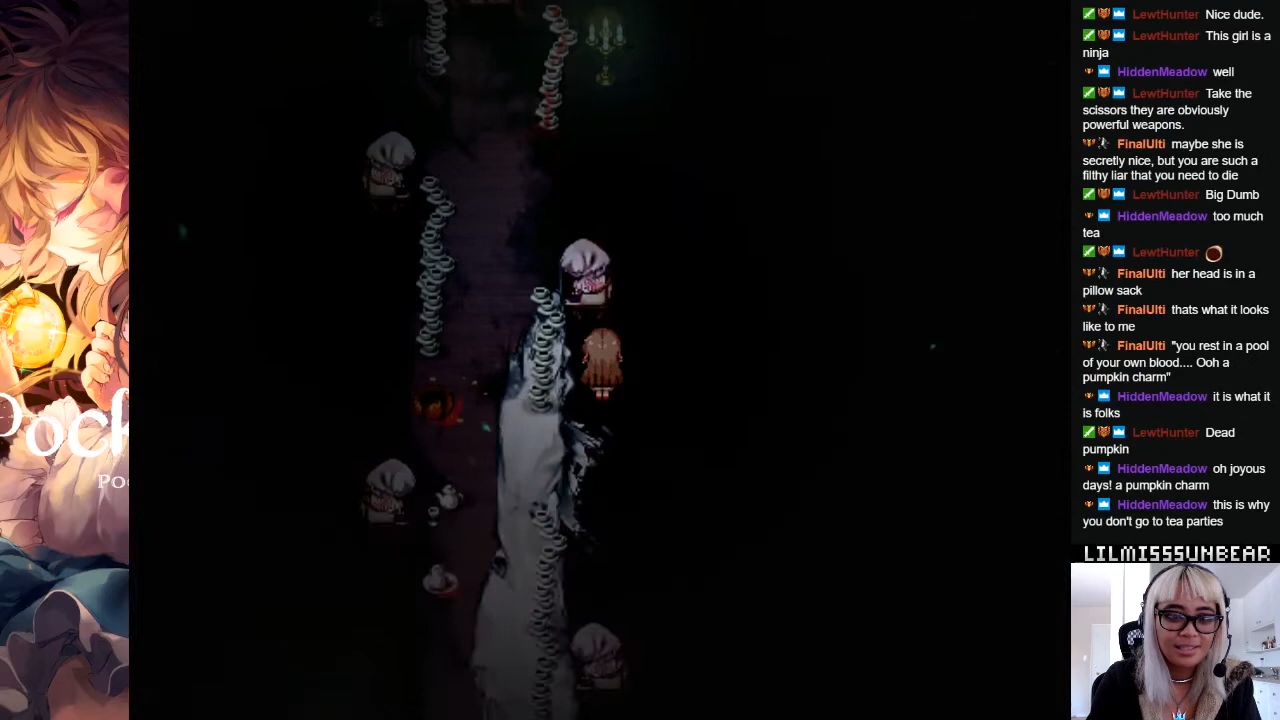 LewtHunter Nice dude.
LewtHunter This girl is a
ninja
HiddenMeadow well
LewtHunter Take the
scissors they are obviously
powerful weapons.
FinalUlti maybe she is
secretly nice, but you are such a
filthy liar that you need to die
LewtHunter Big Dumb
HiddenMeadow too much
tea
LewtHunter
FinalUlti her head is in a
pillow sack
FinalUlti thats what it looks
like to me
FinalUlti "you rest in a pool
of your own blood.... Ooh a
pumpkin charm"
HiddenMeadow it is what it
is folks
LewtHunter Dead
pumpkin
HiddenMeadow oh joyous
days! a pumpkin charm
HiddenMeadow this is why
you don't go to tea parties
LILMISSSUNBEAR
Pock
Poc